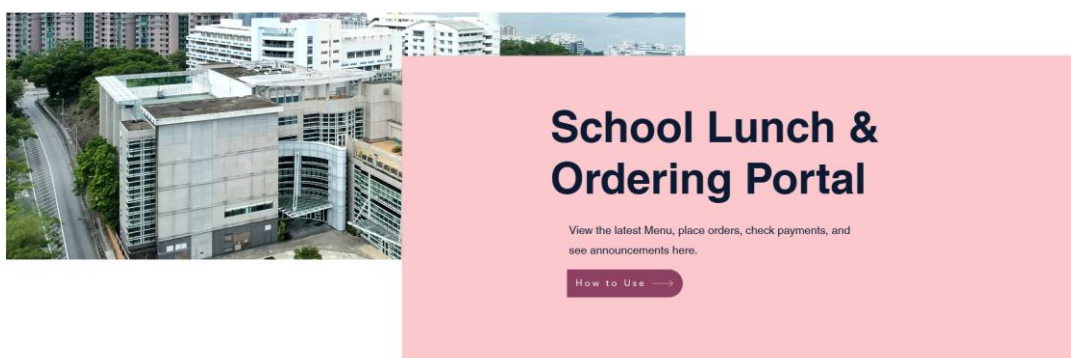 School Lunch &
Ordering Portal
View the latest Menu, place orders, check payments, and
see announcements here.
How to Use